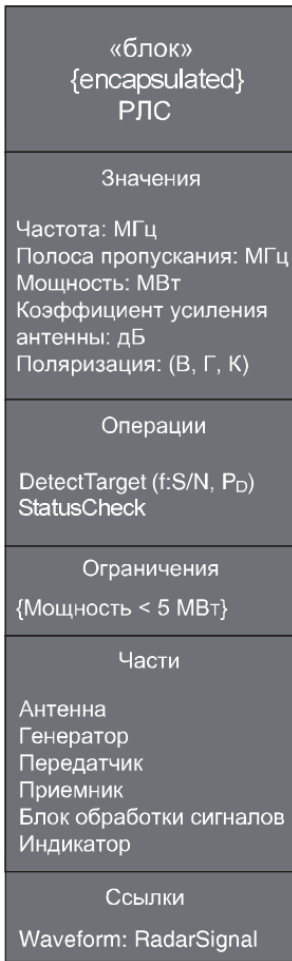 «блок»
{encapsulated}
РЛС
Значения
Частота: МГц
Полоса пропускания: МГц
Мощность: МВт
Коэффициент усиления
антенны: дБ
Поляризация: (В, Г, К)
Операции
DetectTarget (f:S/N, PD)
StatusCheck
Ограничения
{Мощность < 5 МВт}
Части
Антенна
Генератор
Передатчик
Приемник
Блок обработки сигналов
Индикатор
Ссылки
Waveform: RadarSignal